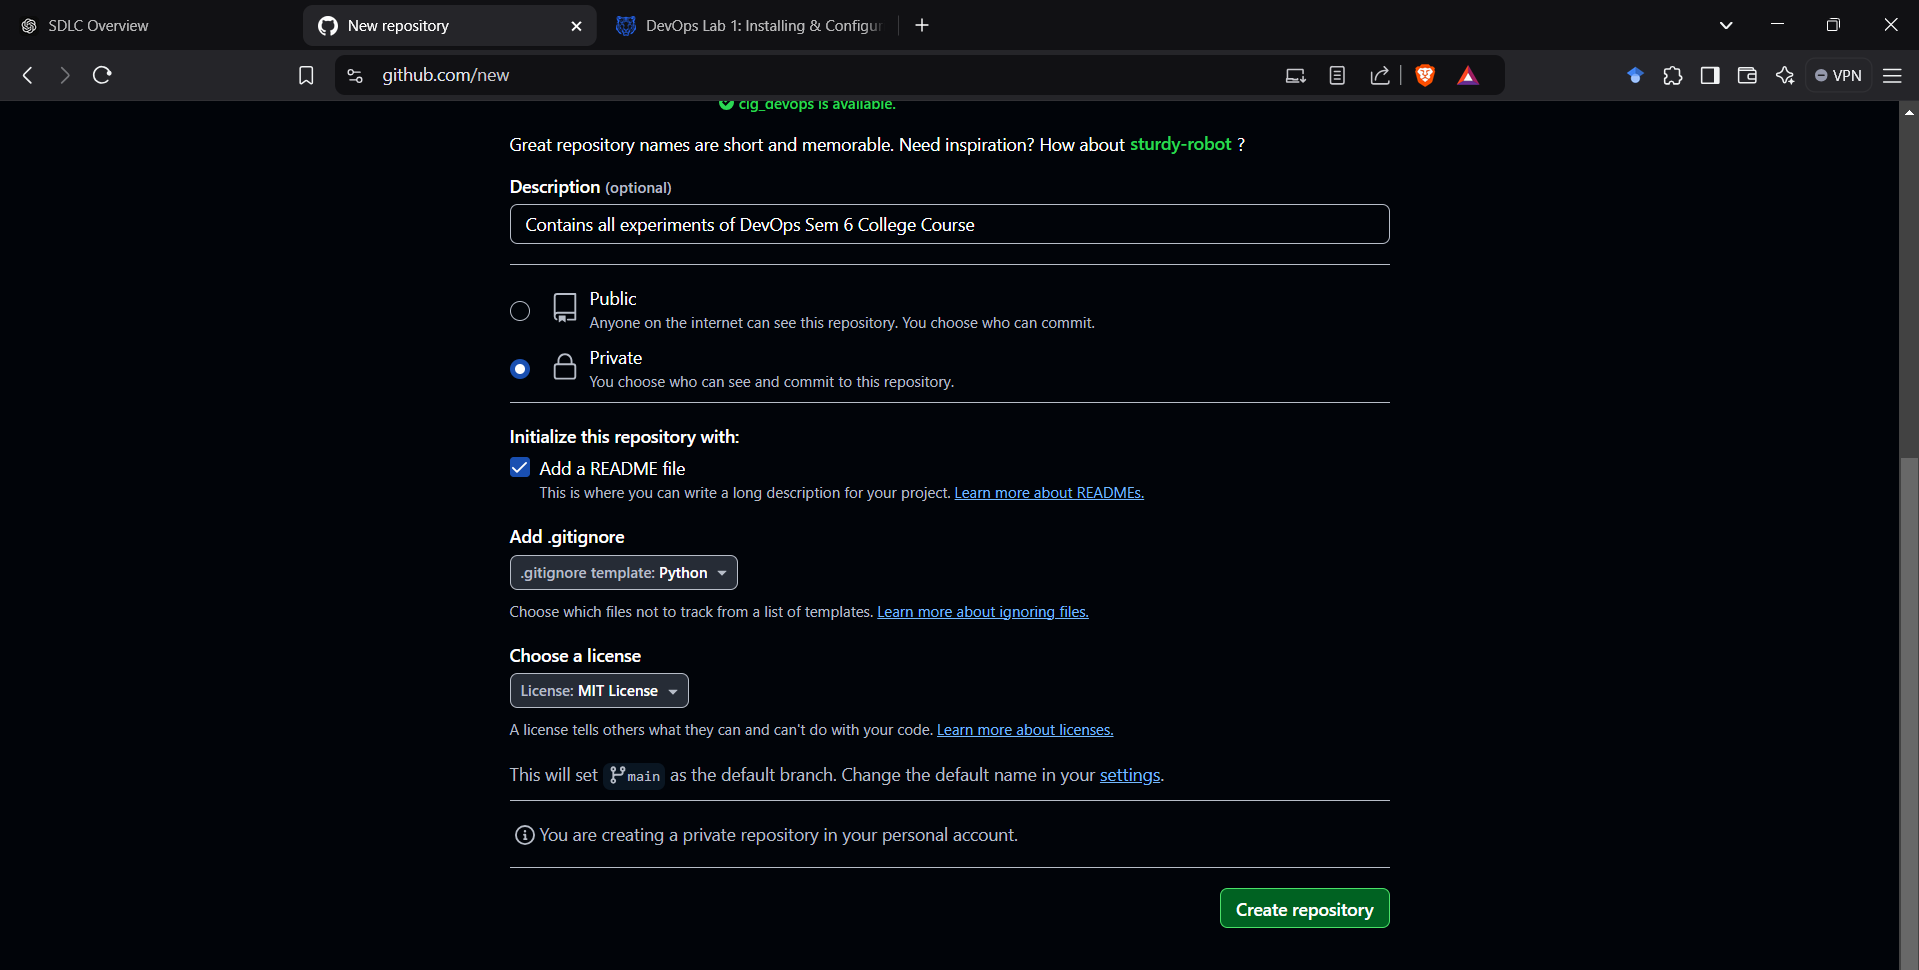 SDLC Overview
New repository
DevOps Lab 1: Installing & Configur
github.com/new
VPN
cig_devops is available.
Great repository names are short and memorable. Need inspiration? How about sturdy-robot ?
Description (optional)
Contains all experiments of DevOps Sem 6 College Course
Public
Anyone on the internet can see this repository. You choose who can commit.
Private
You choose who can see and commit to this repository.
Initialize this repository with:
Add a README file
This is where you can write a long description for your project. Learn more about READMEs.
Add .gitignore
.gitignore template: Python
Choose which files not to track from a list of templates. Learn more about ignoring files.
Choose a license
License: MIT License
A license tells others what they can and can't do with your code. Learn more about licenses.
This will set main as the default branch. Change the default name in your settings.
You are creating a private repository in your personal account.
Create repository